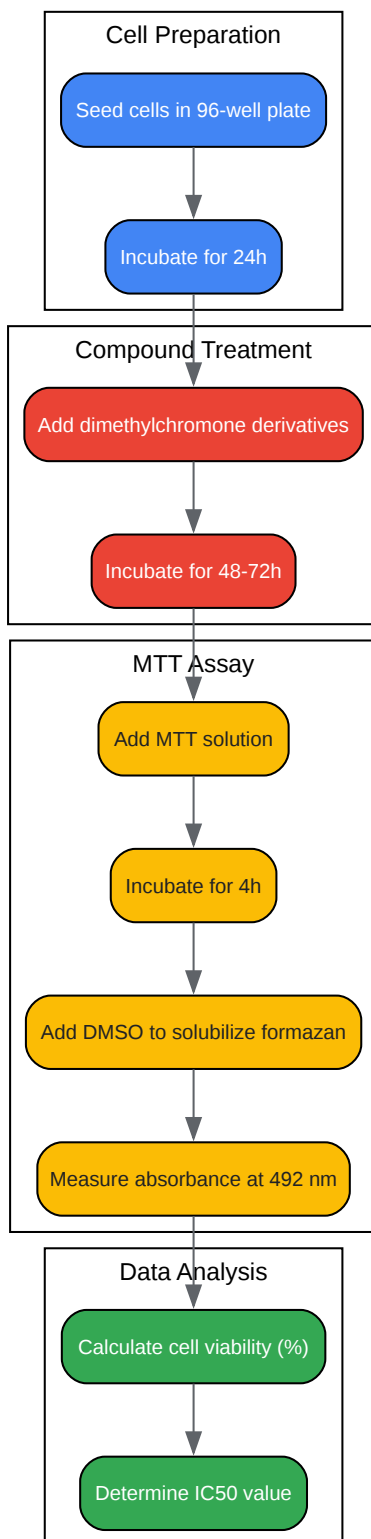 Cell Preparation
Seed cells in 96-well plate
Incubate for 24h
Compound Treatment
Add dimethylchromone derivatives
Incubate for 48-72h
MTT Assay
Add MTT solution
Incubate for 4h
Add DMSO to solubilize formazan
Measure absorbance at 492 nm
Data Analysis
Calculate cell viability (%)
Determine IC50 value